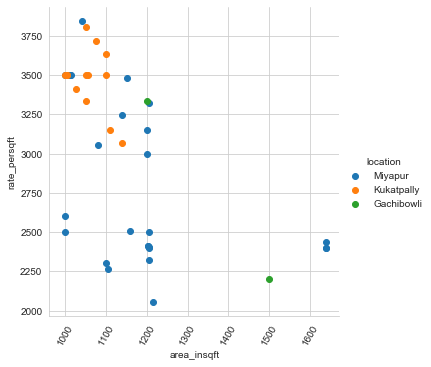 3750
3500
3250
3000
2750
2500
2250
2000
rate_persqft
1000
1100
1200
1300
1400
1500
1600
area_insqft
location
Miyapur
Kukatpally
Gachibowli